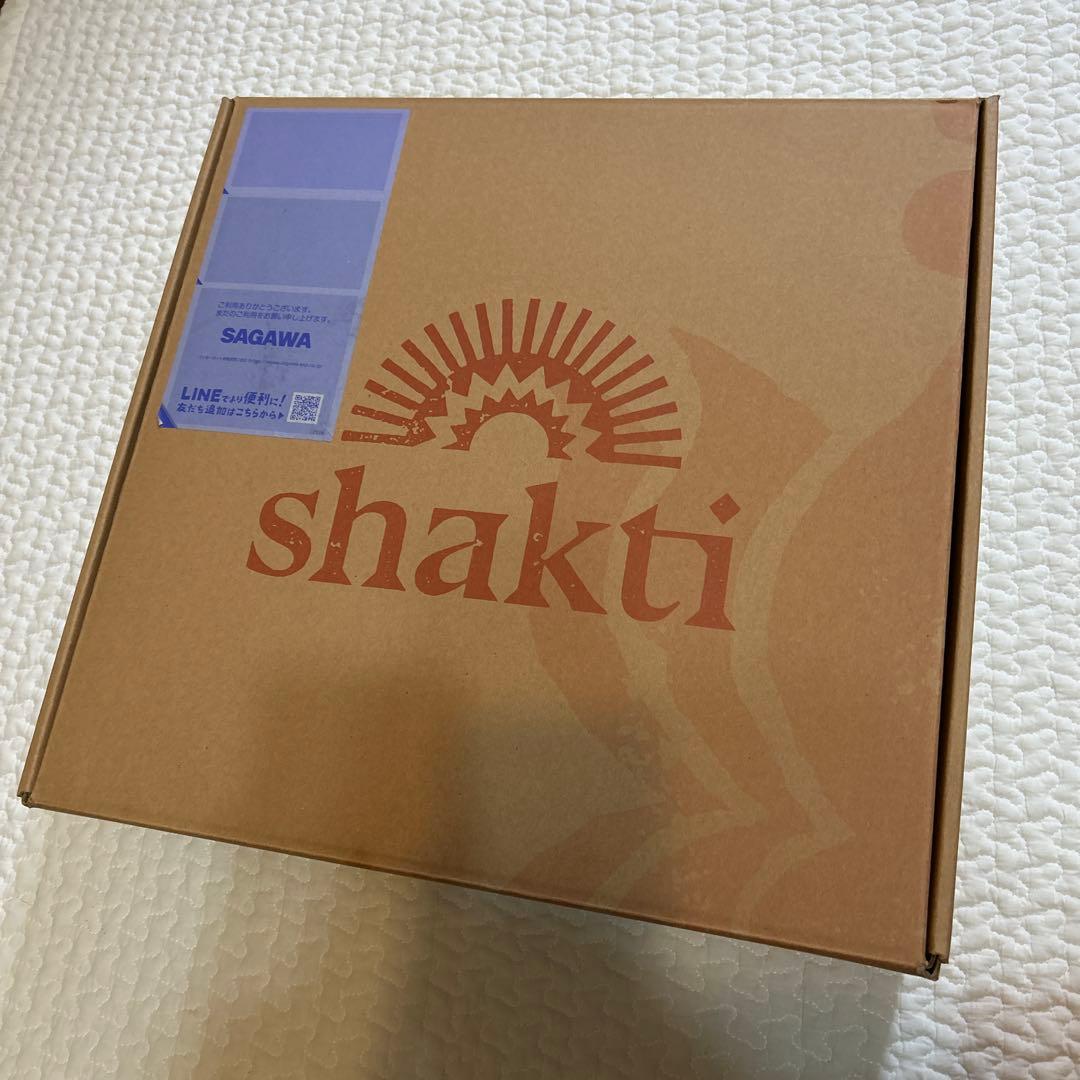 ご利用ありがとうございます。
またのご利用をお願い申し上げます。
SAGAWA
LINEでより便利に!
友だち追加はこちらから▶
shakti